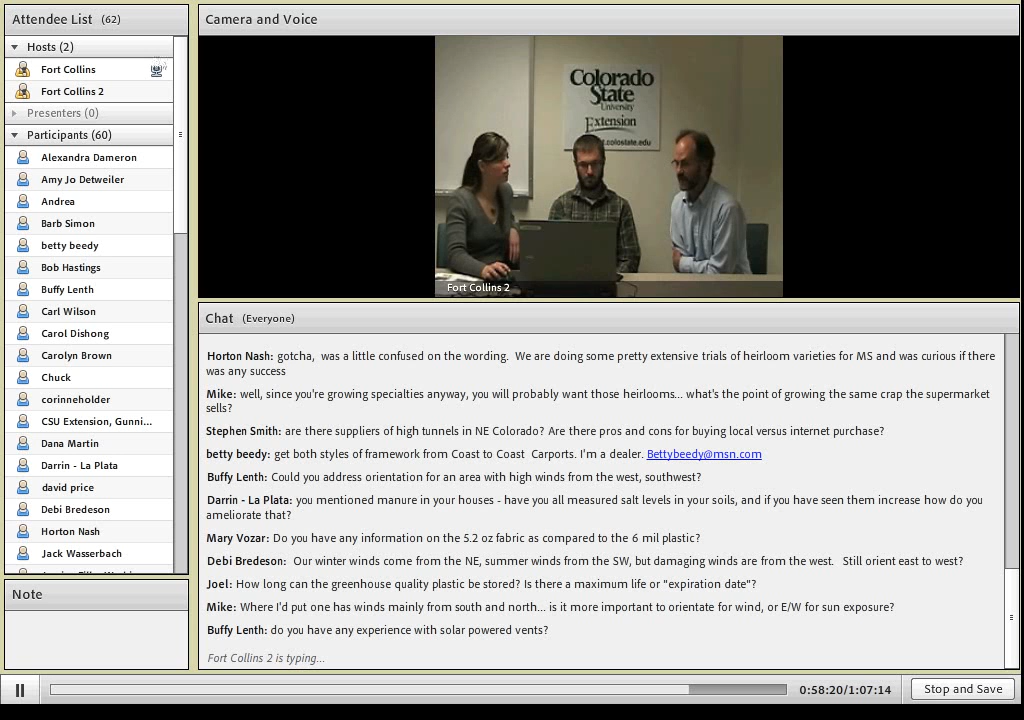 Attendee List (62)
Hosts (2)
Fort Collins
Fort Collins 2
Presenters (0)
Participants (60)
Alexandra Dameron
Amy Jo Detweiler
Andrea
Barb Simon
betty beedy
Bob Hastings
Buffy Lenth
Carl Wilson
Carol Dishong
Carolyn Brown
Chuck
corinneholder
CSU Extension, Gunni...
Dana Martin
Darrin - La Plata
david price
Debi Bredeson
Horton Nash
Jack Wasserbach
Note
Camera and Voice
Colorado
State
University
Extension
t.colostate.edu
Fort Collins 2
Chat (Everyone)
Horton Nash: gotcha, was a little confused on the wording. We are doing some pretty extensive trials of heirloom varieties for MS and was curious if there
was any success
Mike: well, since you're growing specialties anyway, you will probably want those heirlooms... what's the point of growing the same crap the supermarket
sells?
Stephen Smith: are there suppliers of high tunnels in NE Colorado? Are there pros and cons for buying local versus internet purchase?
betty beedy: get both styles of framework from Coast to Coast Carports. I'm a dealer. Bettybeedy@msn.com
Buffy Lenth: Could you address orientation for an area with high winds from the west, southwest?
Darrin - La Plata: you mentioned manure in your houses - have you all measured salt levels in your soils, and if you have seen them increase how do you
ameliorate that?
Mary Vozar: Do you have any information on the 5.2 oz fabric as compared to the 6 mil plastic?
Debi Bredeson: Our winter winds come from the NE, summer winds from the SW, but damaging winds are from the west. Still orient east to west?
Joel: How long can the greenhouse quality plastic be stored? Is there a maximum life or "expiration date"?
Mike: Where I'd put one has winds mainly from south and north... is it more important to orientate for wind, or E/W for sun exposure?
Buffy Lenth: do you have any experience with solar powered vents?
Fort Collins 2 is typing...
0:58:20/1:07:14
Stop and Save